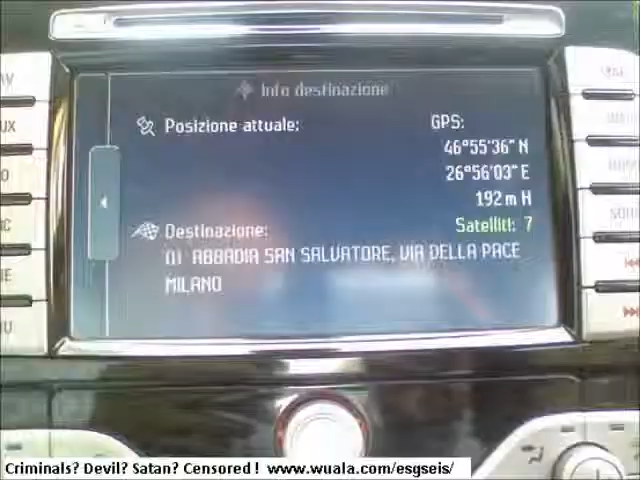 Info destinazione
Posizione attuale:
GPS:
46°55'36" N
26°56'03" E
192 m H
Satelliti: 7
Destinazione:
01 ABBADIA SAN SALVATORE, VIA DELLA PACE
MILANO
Criminals? Devil? Satan? Censored ! www.wuala.com/esgseis/